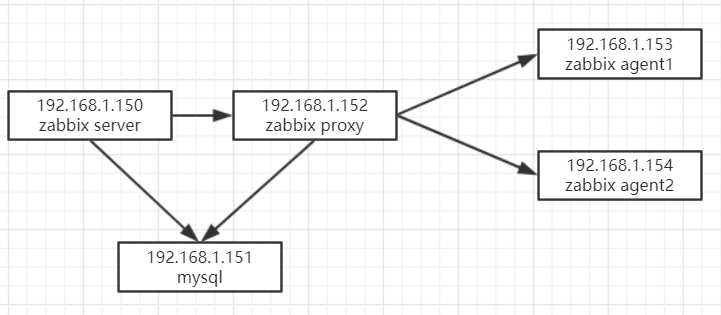 192.168.1.153
zabbix agent1
192.168.1.150
zabbix server
192.168.1.152
zabbix proxy
192.168.1.154
zabbix agent2
192.168.1.151
mysql